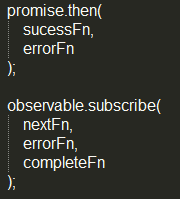 promise.then(
sucessFn,
errorFn
);
observable.subscribe(
nextFn,
errorFn,
completeFn
);